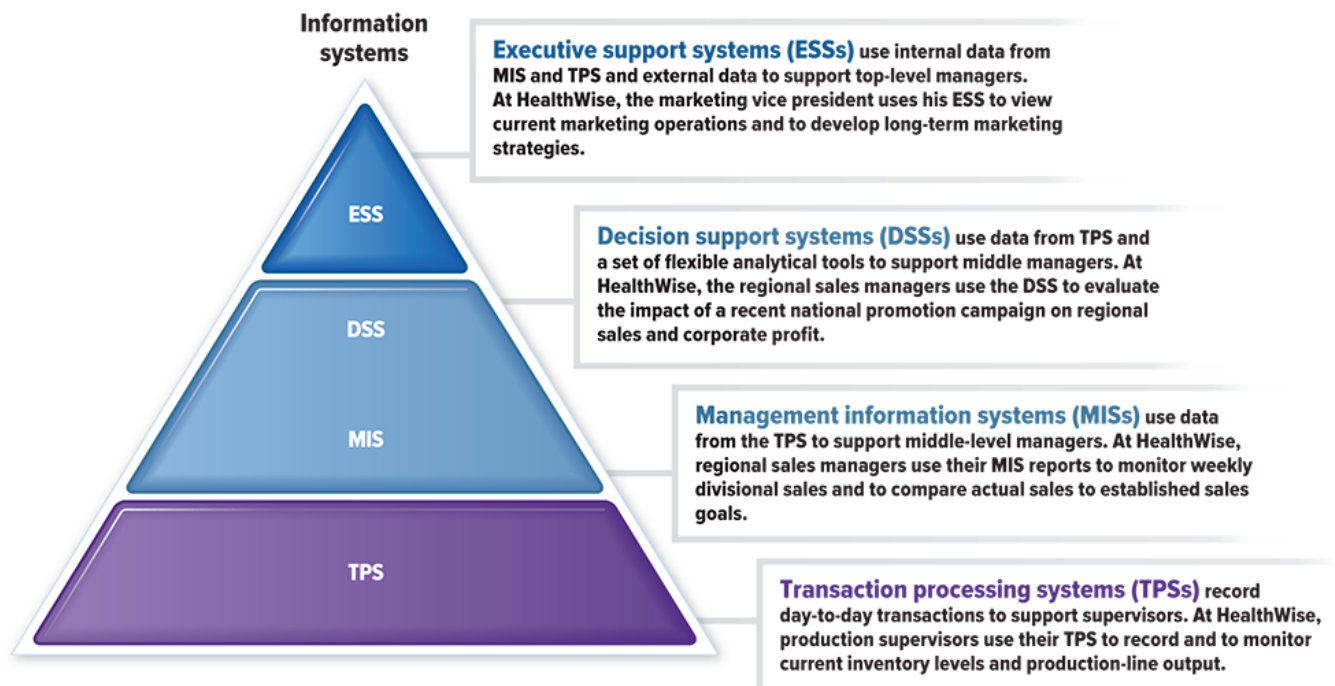 Information
systems
Executive support systems (ESSs) use internal data from
MIS and TPS and external data to support top-level managers.
At HealthWise, the marketing vice president uses his ESS to view
current marketing operations and to develop long-term marketing
strategies.
ESS
Decision support systems (DSSs) use data from TPS and
a set of flexible analytical tools to support middle managers. At
HealthWise, the regional sales managers use the DSS to evaluate
the impact of a recent national promotion campaign on regional
sales and corporate profit.
DSS
MIS
Management information systems (MISs) use data
from the TPS to support middle-level managers. At HealthWise,
regional sales managers use their MIS reports to monitor weekly
divisional sales and to compare actual sales to established sales
goals.
TPS
Transaction processing systems (TPSs) record
day-to-day transactions to support supervisors. At HealthWise,
production supervisors use their TPS to record and to monitor
current inventory levels and production-line output.